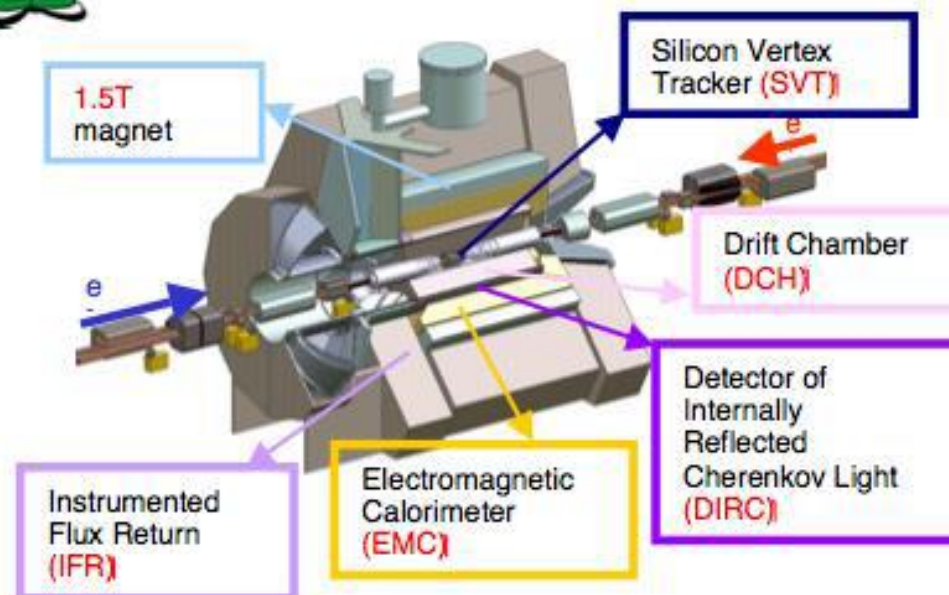 1.5T
magnet
Silicon Vertex
Tracker (SVT)
e
Drift Chamber
(DCH)
e
-
Detector of
Internally
Reflected
Cherenkov Light
(DIRC)
Electromagnetic
Calorimeter
(EMC)
Instrumented
Flux Return
(IFR)